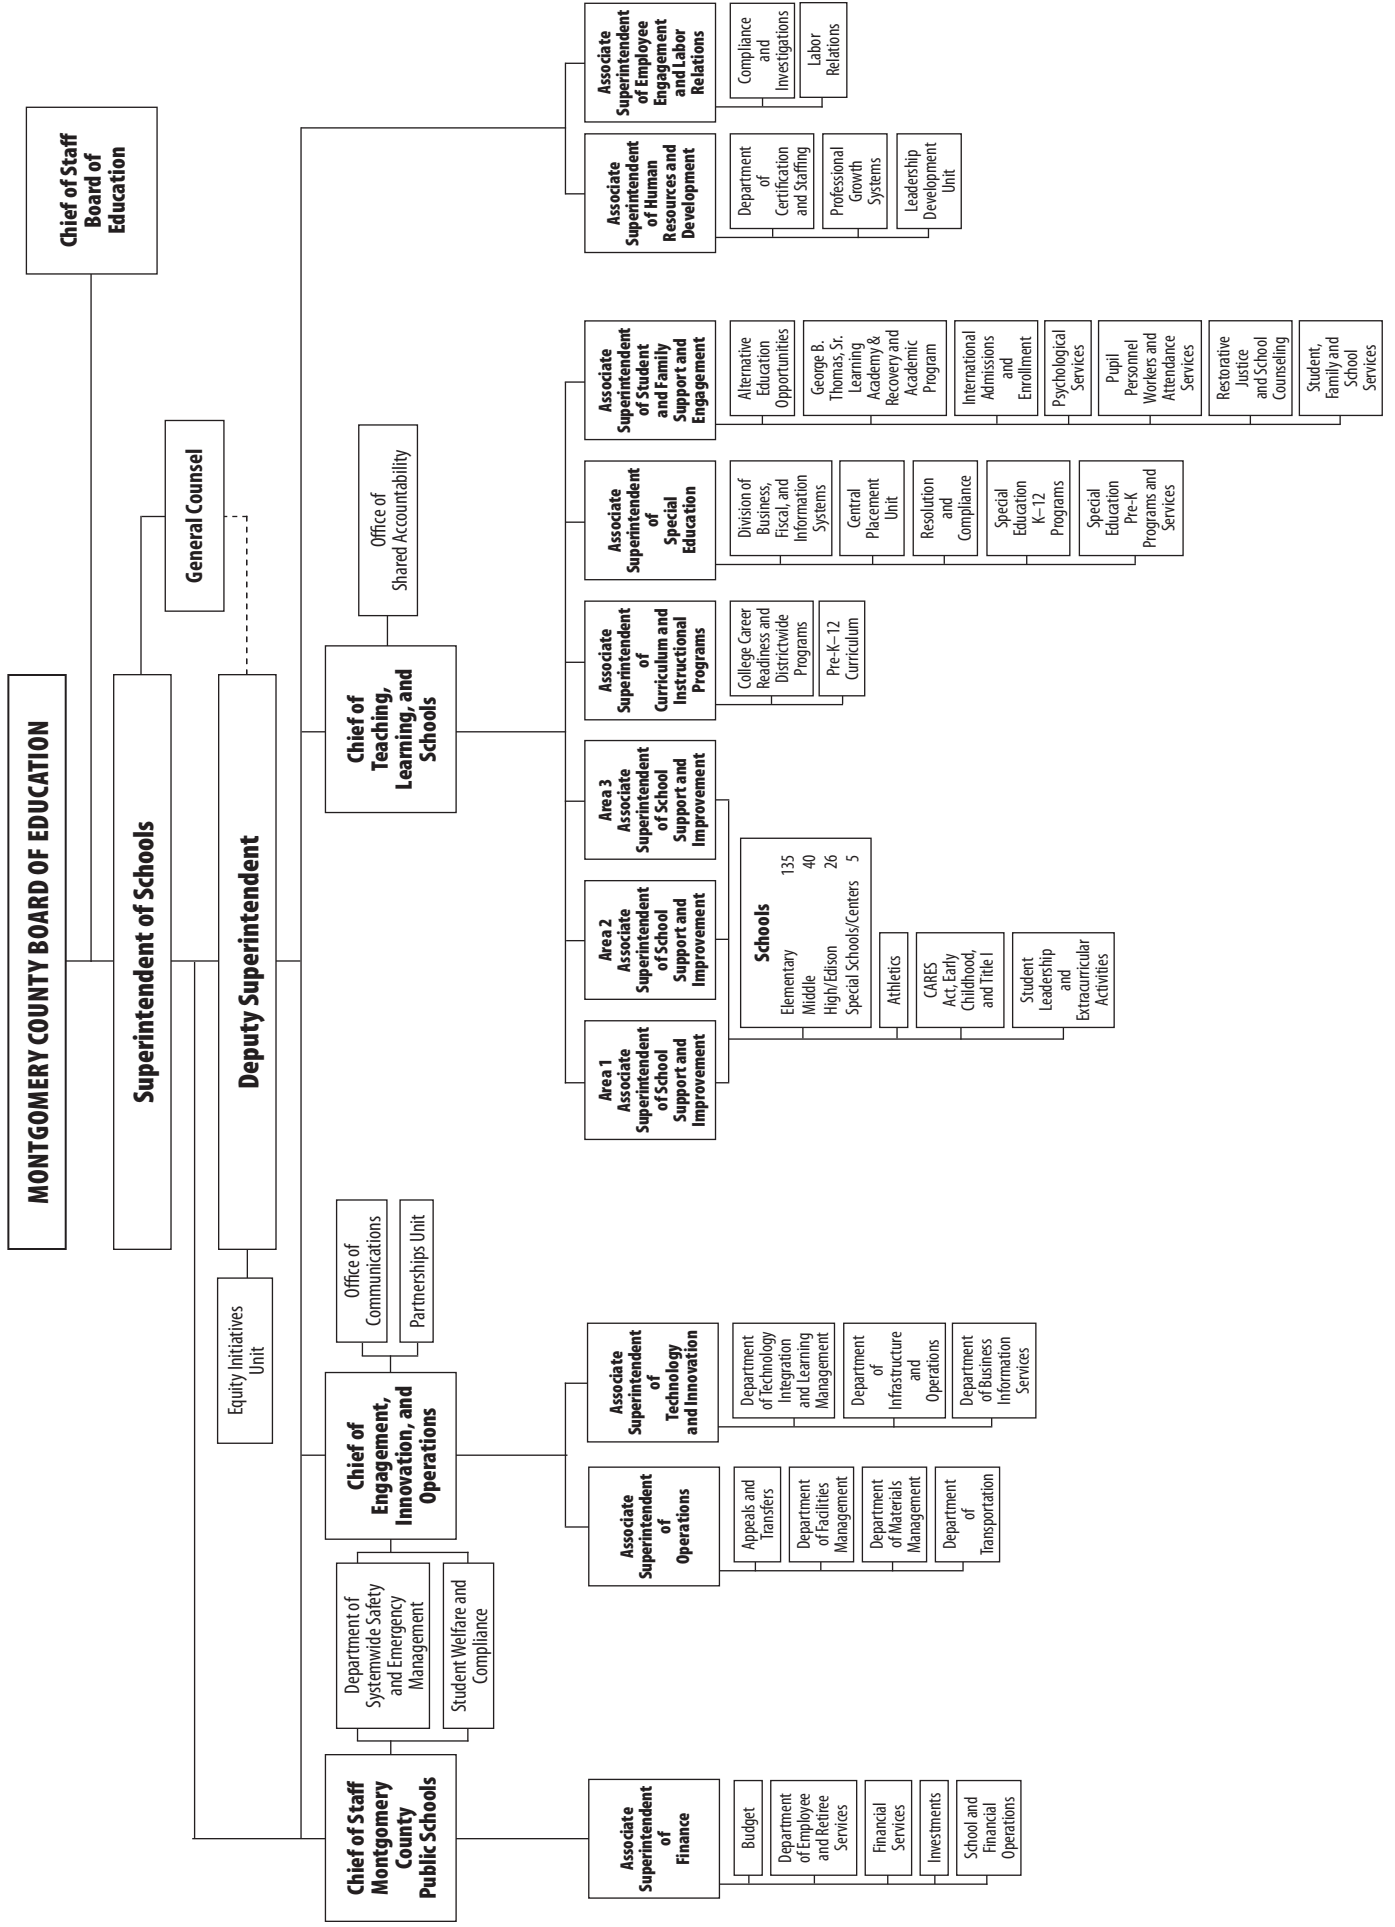 MONTGOMERY COUNTY BOARD OF EDUCATION
Chief of Staff
Board of
Education
Superintendent of Schools
General Counsel
Deputy Superintendent
Equity Initiatives
Unit
Chief of Staff
Montgomery
County
Public Schools
Department of
Systemwide Safety
and Emergency
Management
Student Welfare and
Compliance
Chief of
Engagement,
Innovation, and
Operations
Office of
Communications
Partnerships Unit
Chief of
Teaching,
Learning, and
Schools
Office of
Shared Accountability
Associate
Superintendent
of
Finance
Budget
Department
of Employee
and Retiree
Services
Financial
Services
Investments
School and
Financial
Operations
Associate
Superintendent
of
Operations
Appeals and
Transfers
Department
of Facilities
Management
Department
of Materials
Management
Department
of
Transportation
Associate
Superintendent
of
Technology
and Innovation
Department
of Technology
Integration
and Learning
Management
Department
of
Infrastructure
and
Operations
Department
of Business
Information
Services
Area 1
Associate
Superintendent
of School
Support and
Improvement
Area 2
Associate
Superintendent
of School
Support and
Improvement
Area 3
Associate
Superintendent
of School
Support and
Improvement
Schools
Elementary 135
Middle 40
High/Edison 26
Special Schools/Centers 5
Athletics
CARES
Act, Early
Childhood,
and Title I
Student
Leadership
and
Extracurricular
Activities
Associate
Superintendent
of
Curriculum and
Instructional
Programs
College Career
Readiness and
Districtwide
Programs
Pre-K–12
Curriculum
Associate
Superintendent
of
Special
Education
Division of
Business,
Fiscal, and
Information
Systems
Central
Placement
Unit
Resolution
and
Compliance
Special
Education
K–12
Programs
Special
Education
Pre-K
Programs and
Services
Associate
Superintendent
of Student
and Family
Support and
Engagement
Alternative
Education
Opportunities
George B.
Thomas, Sr.
Learning
Academy &
Recovery and
Academic
Program
International
Admissions
and
Enrollment
Psychological
Services
Pupil
Personnel
Workers and
Attendance
Services
Restorative
Justice
and School
Counseling
Student,
Family and
School
Services
Associate
Superintendent
of Human
Resources and
Development
Department
of
Certification
and Staffing
Professional
Growth
Systems
Leadership
Development
Unit
Associate
Superintendent
of Employee
Engagement
and Labor
Relations
Compliance
and
Investigations
Labor
Relations